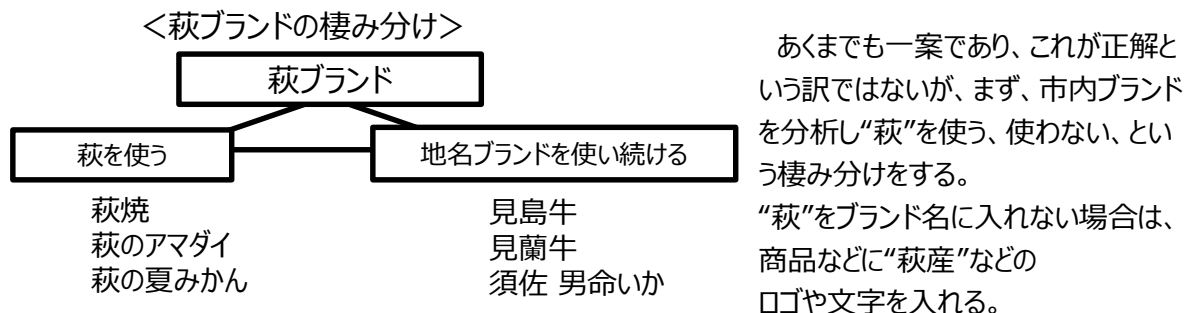 ＜萩ブランドの棲み分け＞
萩ブランド
萩を使う
地名ブランドを使い続ける
萩焼
萩のアマダイ
萩の夏みかん
見島牛
見蘭牛
須佐 男命いか
あくまでも一案であり、これが正解と
いう訳ではないが、まず、市内ブランド
を分析し“萩”を使う、使わない、とい
う棲み分けをする。
“萩”をブランド名に入れない場合は、
商品などに“萩産”などの
ロゴや文字を入れる。